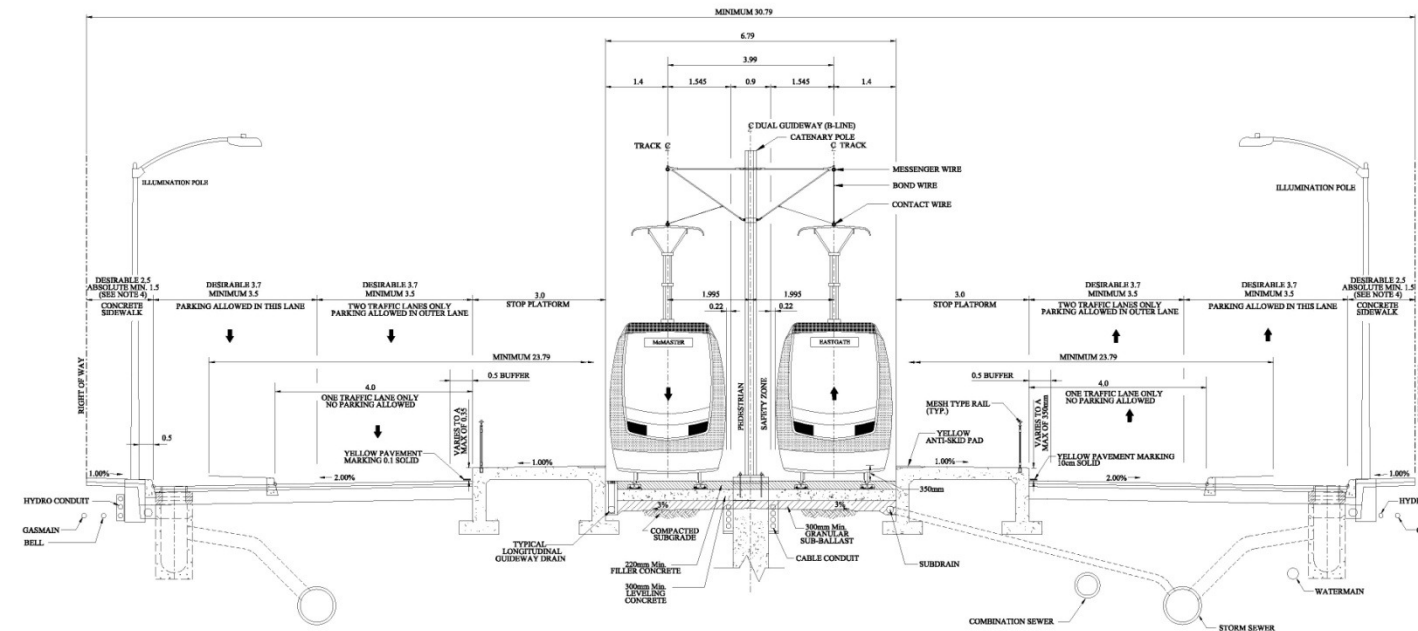 MINIMUM 30.79
6.79
3.99
1.4
1.545
0.9
1.545
1.4
C DUAL GUIDEWAY (B-LINE)
CATENARY POLE
TRACK C
C TRACK
MESSENGER WIRE
BOND WIRE
CONTACT WIRE
ILLUMINATION POLE
ILLUMINATION POLE
DESIRABLE 2.5
ABSOLUTE MIN. 1.5
(SEE NOTE 4)
CONCRETE
SIDEWALK
DESIRABLE 3.7
MINIMUM 3.5
PARKING ALLOWED IN THIS LANE
DESIRABLE 3.7
MINIMUM 3.5
TWO TRAFFIC LANES ONLY
PARKING ALLOWED IN OUTER LANE
3.0
STOP PLATFORM
1.995
1.995
0.22
0.22
3.0
STOP PLATFORM
DESIRABLE 3.7
MINIMUM 3.5
TWO TRAFFIC LANES ONLY
PARKING ALLOWED IN OUTER LANE
DESIRABLE 3.7
MINIMUM 3.5
PARKING ALLOWED IN THIS LANE
DESIRABLE 2.5
ABSOLUTE MIN. 1.5
(SEE NOTE 4)
CONCRETE
SIDEWALK
McMASTER
EASTGATE
MINIMUM 23.79
MINIMUM 23.79
0.5 BUFFER
0.5 BUFFER
RIGHT OF WAY
4.0
ONE TRAFFIC LANE ONLY
NO PARKING ALLOWED
4.0
ONE TRAFFIC LANE ONLY
NO PARKING ALLOWED
PEDESTRIAN
SAFETY ZONE
MESH TYPE RAIL
(TYP.)
VARIES TO A
MAX OF 0.35
VARIES TO A
MAX OF 350mm
0.5
YELLOW
ANTI-SKID PAD
YELLOW PAVEMENT
MARKING 0.1 SOLID
YELLOW PAVEMENT MARKING
10cm SOLID
1.00%
2.00%
1.00%
1.00%
2.00%
1.00%
350mm
HYDRO CONDUIT
GASMAIN
BELL
3%
3%
TYPICAL
LONGITUDINAL
GUIDEWAY DRAIN
COMPACTED
SUBGRADE
300mm Min.
GRANULAR
SUB-BALLAST
CABLE CONDUIT
SUBDRAIN
220mm Min.
FILLER CONCRETE
300mm Min.
LEVELING
CONCRETE
HYD
WATERMAIN
COMBINATION SEWER
STORM SEWER